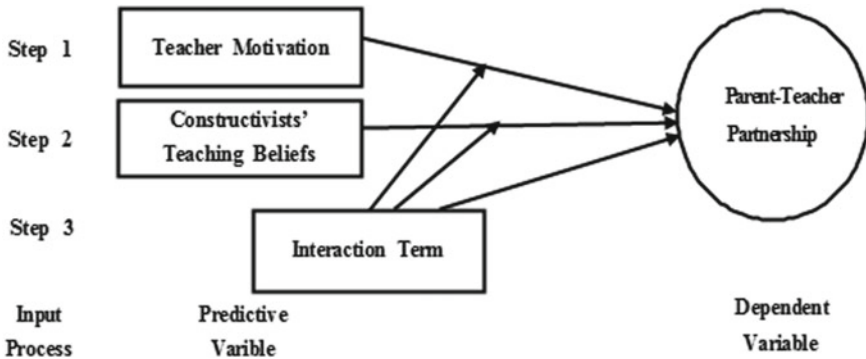 Step 1
Teacher Motivation
Step 2
Constructivists'
Teaching Beliefs
Parent-Teacher
Partnership
Step 3
Interaction Term
Input
Process
Predictive
Varible
Dependent
Variable